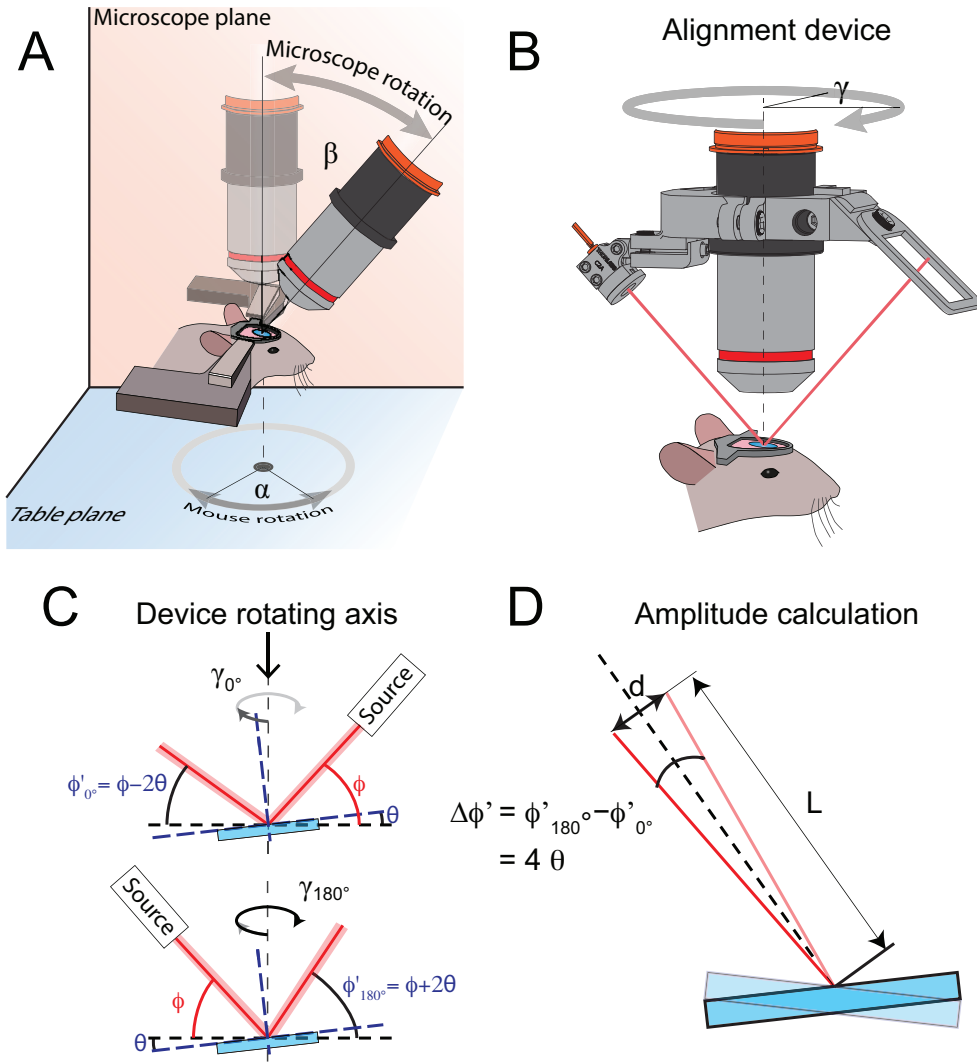 A
Microscope plane
Microscope rotation
β
α
Mouse rotation
Table plane
B
Alignment device
γ
C
Device rotating axis
γ0°
Source
ϕ'0°= ϕ−2θ
ϕ
θ
Source
γ180°
ϕ
ϕ'180°= ϕ+2θ
θ
D
Amplitude calculation
d
L
Δϕ’ = ϕ’180°−ϕ’0°
= 4 θ